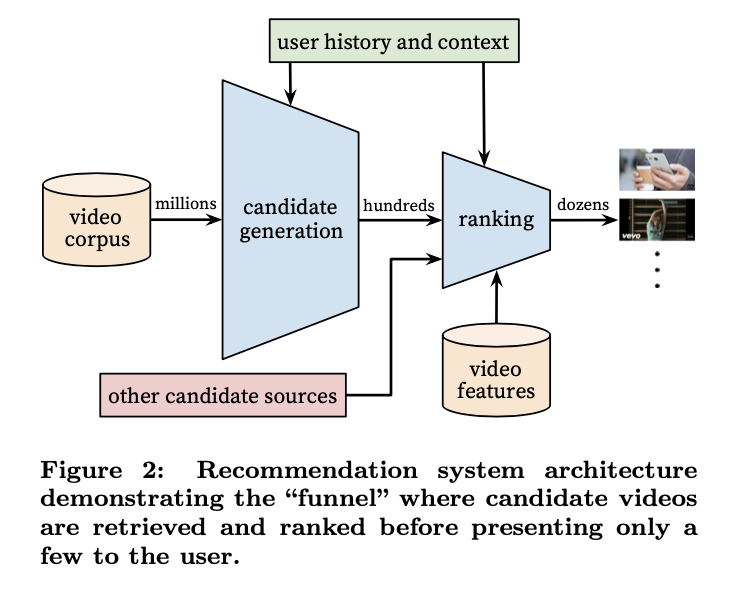 user history and context
millions
video
corpus
candidate
generation
hundreds
ranking
dozens
vevo
other candidate sources
video
features
Figure 2: Recommendation system architecture
demonstrating the “funnel” where candidate videos
are retrieved and ranked before presenting only a
few to the user.